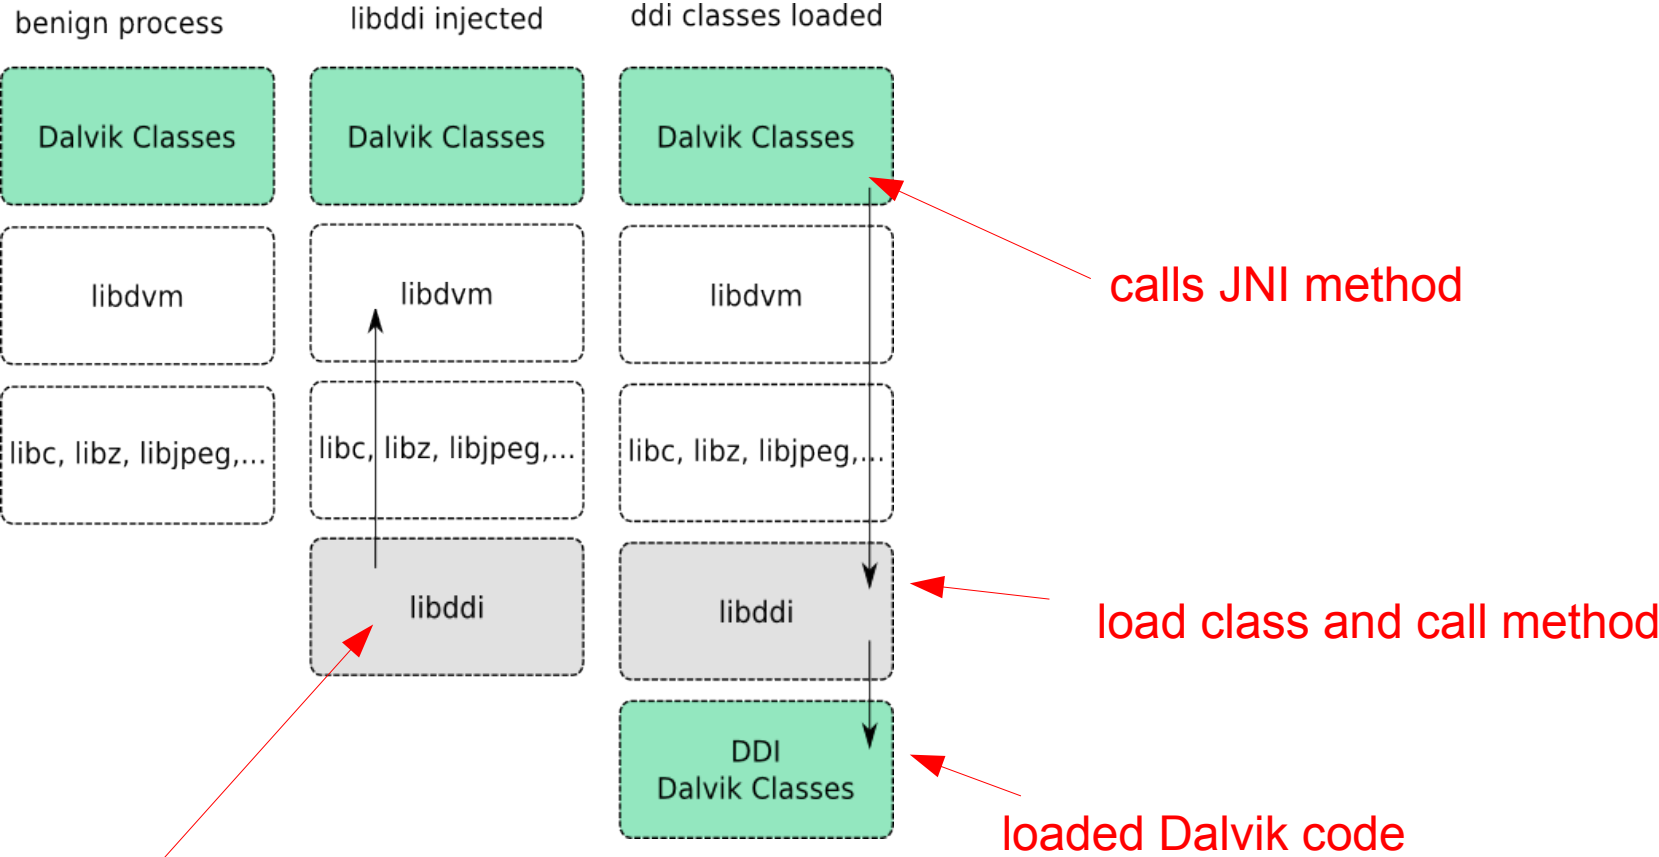 benign process
libddi injected
ddi classes loaded
Dalvik Classes
Dalvik Classes
Dalvik Classes
calls JNI method
libdvm
libdvm
libdvm
libc, libz, libjpeg,...
libc, libz, libjpeg,...
libc, libz, libjpeg,...
libddi
libddi
load class and call method
DDI
Dalvik Classes
loaded Dalvik code